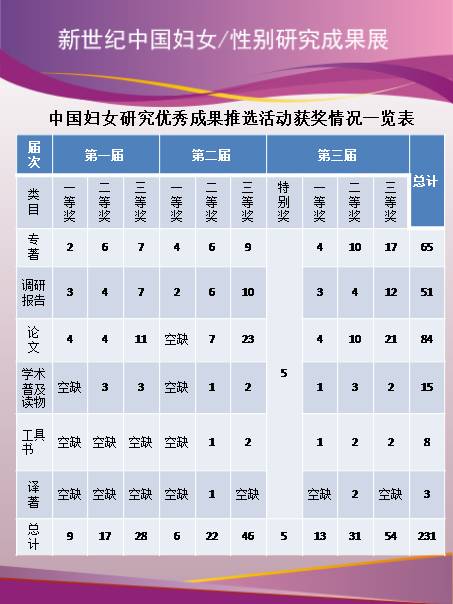 新世纪中国妇女/性别研究成果展
中国妇女研究优秀成果推选活动获奖情况一览表
届次 第一届 第二届 第三届 总计
类目 一等奖 二等奖 三等奖 一等奖 二等奖 三等奖 特别奖 一等奖 二等奖 三等奖
专著 2 6 7 4 6 9 4 10 17 65
调研报告 3 4 7 2 6 10 3 4 12 51
论文 4 4 11 空缺 7 23 4 10 21 84
5
学术普及读物 空缺 3 3 空缺 1 2 1 3 2 15
工具书 空缺 空缺 空缺 空缺 1 2 1 2 2 8
译著 空缺 空缺 空缺 空缺 1 空缺 空缺 2 空缺 3
总计 9 17 28 6 22 46 5 13 31 54 231